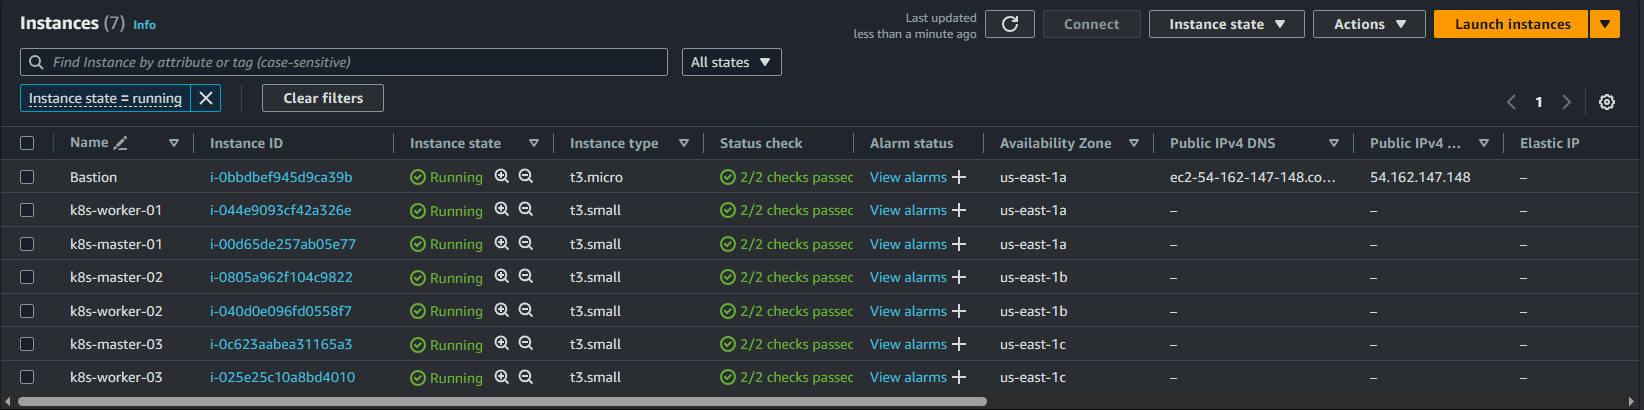 Instances (7) Info
Last updated
less than a minute ago
Connect
Instance state
Actions
Launch instances
Find Instance by attribute or tag (case-sensitive)
All states
Instance state = running
Clear filters
1
Name Instance ID Instance state Instance type Status check Alarm status Availability Zone Public IPv4 DNS Public IPv4 ... Elastic IP
Bastion i-0bbdbef945d9ca39b Running t3.micro 2/2 checks passec View alarms us-east-1a ec2-54-162-147-148.co... 54.162.147.148 –
k8s-worker-01 i-044e9093cf42a326e Running t3.small 2/2 checks passec View alarms us-east-1a – – –
k8s-master-01 i-00d65de257ab05e77 Running t3.small 2/2 checks passec View alarms us-east-1a – – –
k8s-master-02 i-0805a962f104c9822 Running t3.small 2/2 checks passec View alarms us-east-1b – – –
k8s-worker-02 i-040d0e096fd0558f7 Running t3.small 2/2 checks passec View alarms us-east-1b – – –
k8s-master-03 i-0c623aabea31165a3 Running t3.small 2/2 checks passec View alarms us-east-1c – – –
k8s-worker-03 i-025e25c10a8bd4010 Running t3.small 2/2 checks passec View alarms us-east-1c – – –